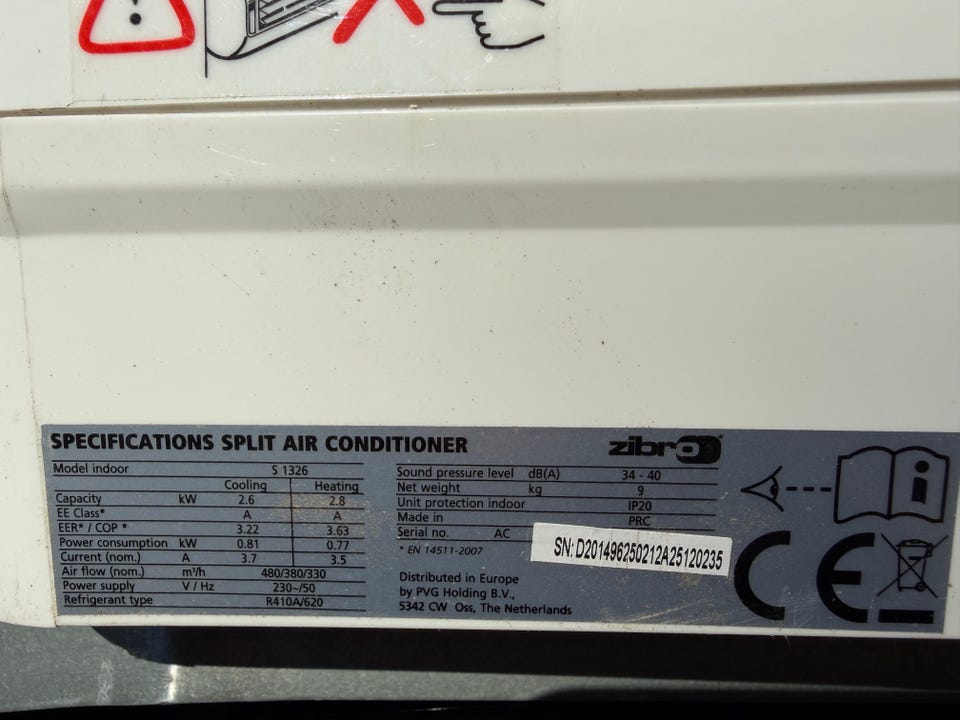 SPECIFICATIONS SPLIT AIR CONDITIONER
Model indoor S 1326
Cooling Heating
Capacity kW 2.6 2.8
EE Class* A A
EER* / COP * 3.22 3.63
Power consumption kW 0.81 0.77
Current (nom.) A 3.7 3.5
Air flow (nom.) m³/h 480/380/330
Power supply V / Hz 230~/50
Refrigerant type R410A/620
zibro
Sound pressure level dB(A) 34 - 40
Net weight kg 9
Unit protection indoor IP20
Made in PRC
Serial no. AC
SN: D201496250212A25120235
* EN 14511-2007
Distributed in Europe
by PVG Holding B.V.,
5342 CW Oss, The Netherlands
CE